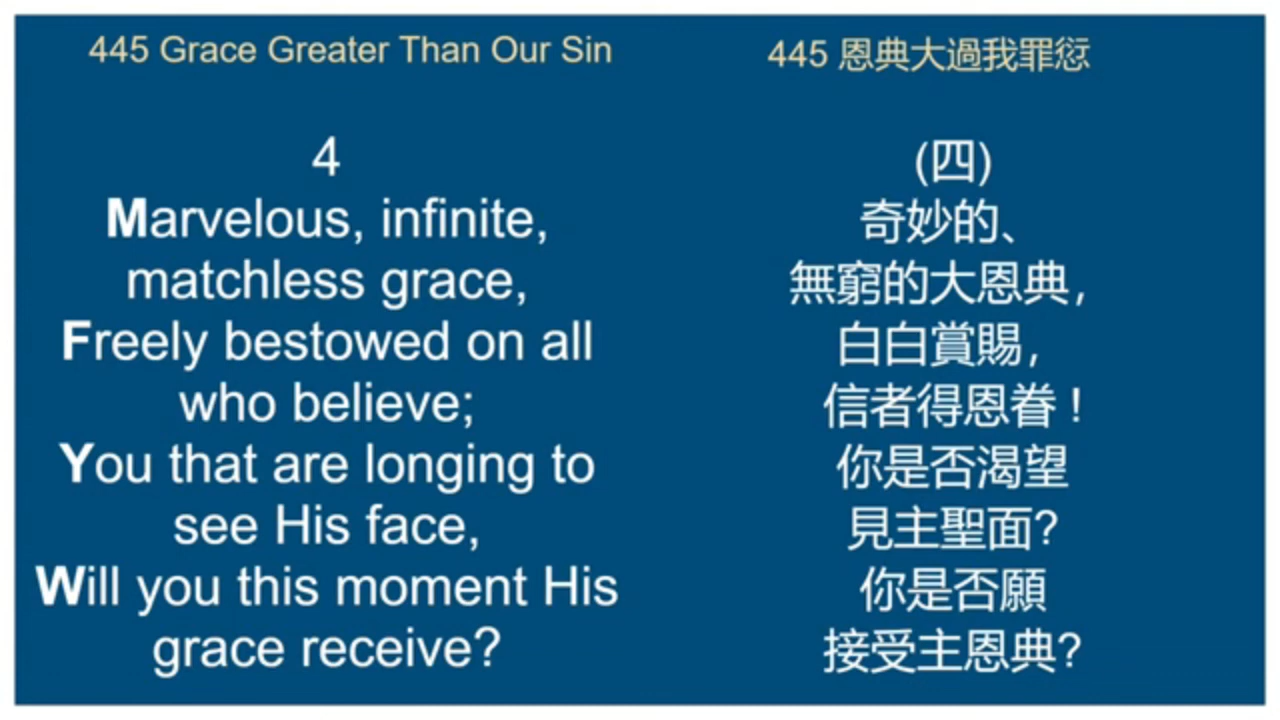 445 Grace Greater Than Our Sin
4
Marvelous, infinite,
matchless grace,
Freely bestowed on all
who believe;
You that are longing to
see His face,
Will you this moment His
grace receive?
445 恩典大過我罪愆
(四)
奇妙的、
無窮的大恩典，
白白賞賜，
信者得恩眷！
你是否渴望
見主聖面?
你是否願
接受主恩典?